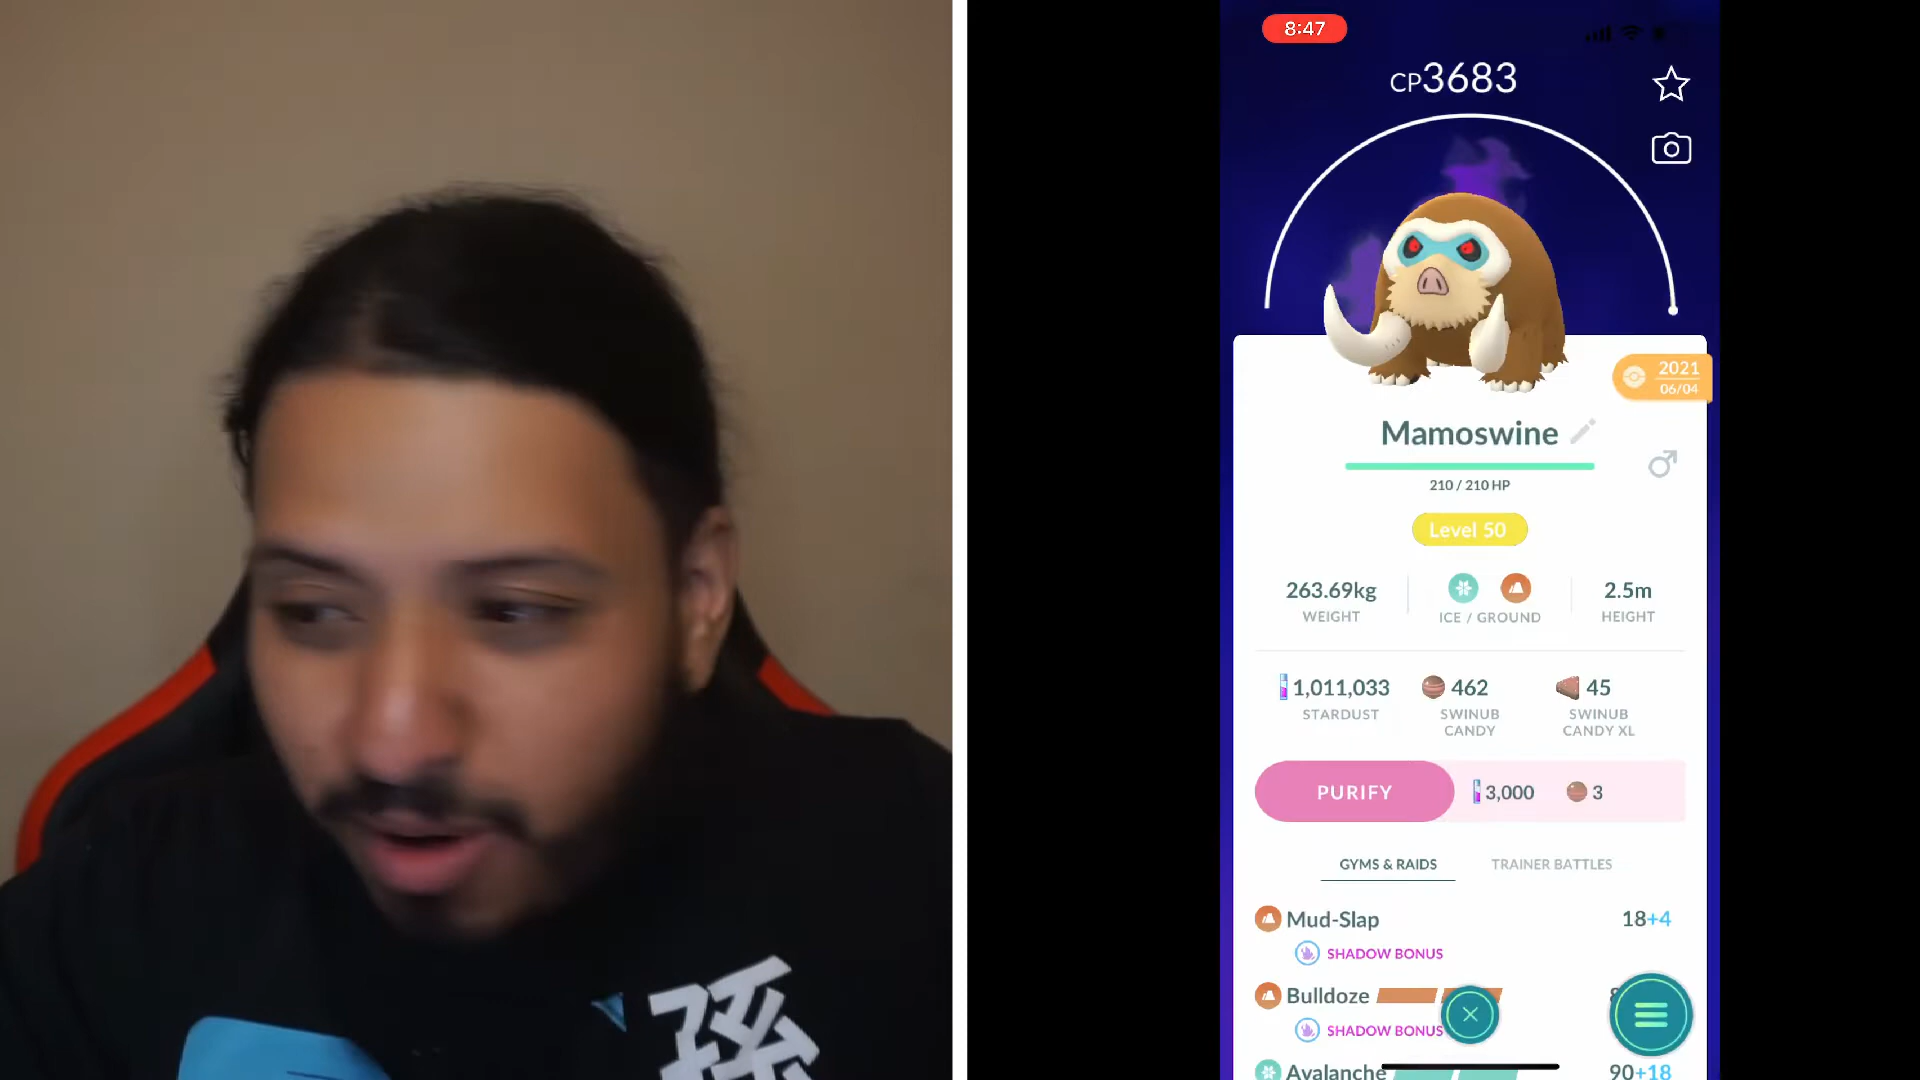 孫
8:47
CP3683
2021
06/04
Mamoswine
210 / 210 HP
Level 50
263.69kg
WEIGHT
ICE / GROUND
2.5m
HEIGHT
1,011,033
STARDUST
462
SWINUB
CANDY
45
SWINUB
CANDY XL
PURIFY
3,000
3
GYMS & RAIDS
TRAINER BATTLES
Mud-Slap
18+4
SHADOW BONUS
Bulldoze
SHADOW BONUS
Avalanche
90+18